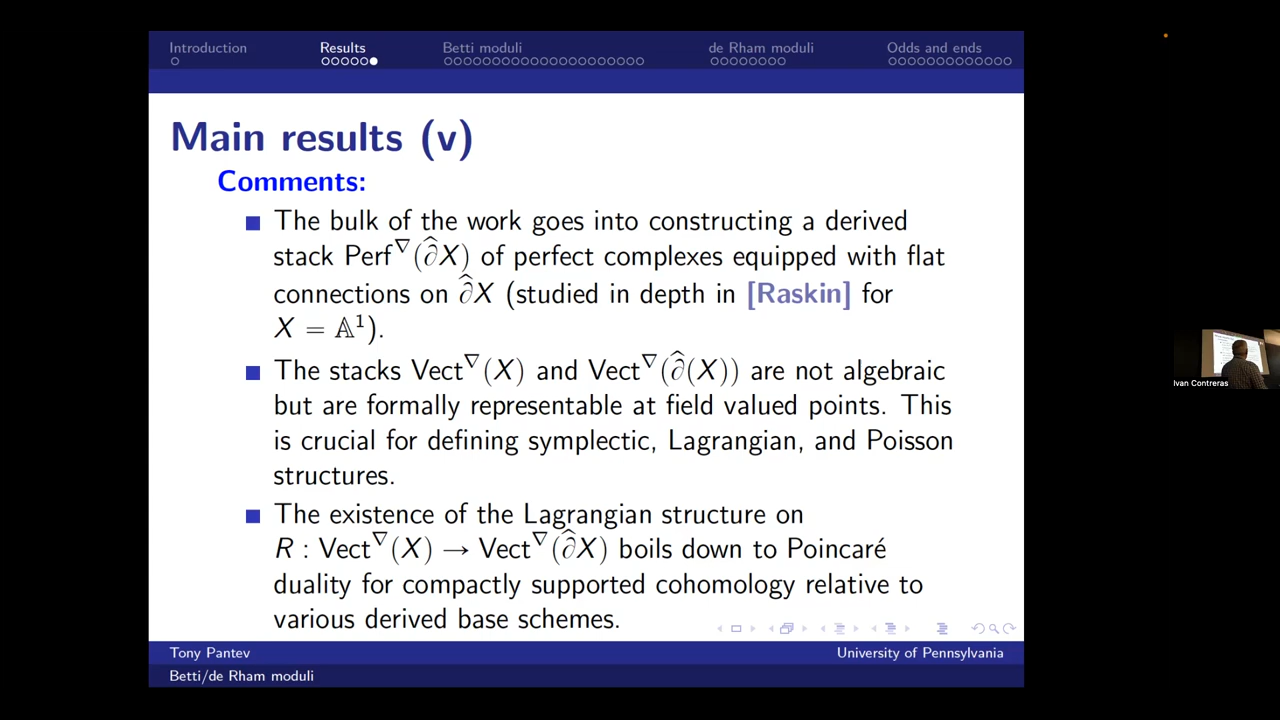 Introduction Results Betti moduli de Rham moduli Odds and ends
Main results (v)
Comments:
The bulk of the work goes into constructing a derived
stack Perf^∇(∂̂X) of perfect complexes equipped with flat
connections on ∂̂X (studied in depth in [Raskin] for
X = 𝔸¹).
The stacks Vect^∇(X) and Vect^∇(∂̂(X)) are not algebraic
but are formally representable at field valued points. This
is crucial for defining symplectic, Lagrangian, and Poisson
structures.
The existence of the Lagrangian structure on
R : Vect^∇(X) → Vect^∇(∂̂X) boils down to Poincaré
duality for compactly supported cohomology relative to
various derived base schemes.
Tony Pantev University of Pennsylvania
Betti/de Rham moduli
Ivan Contreras